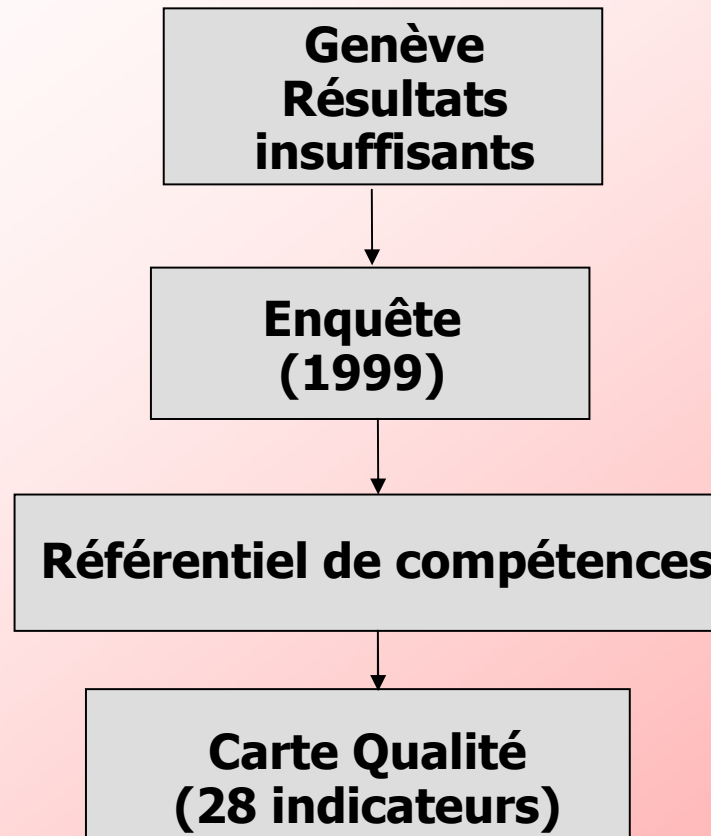 Genève
Résultats
insuffisants
Enquête
(1999)
Référentiel de compétences
Carte Qualité
(28 indicateurs)